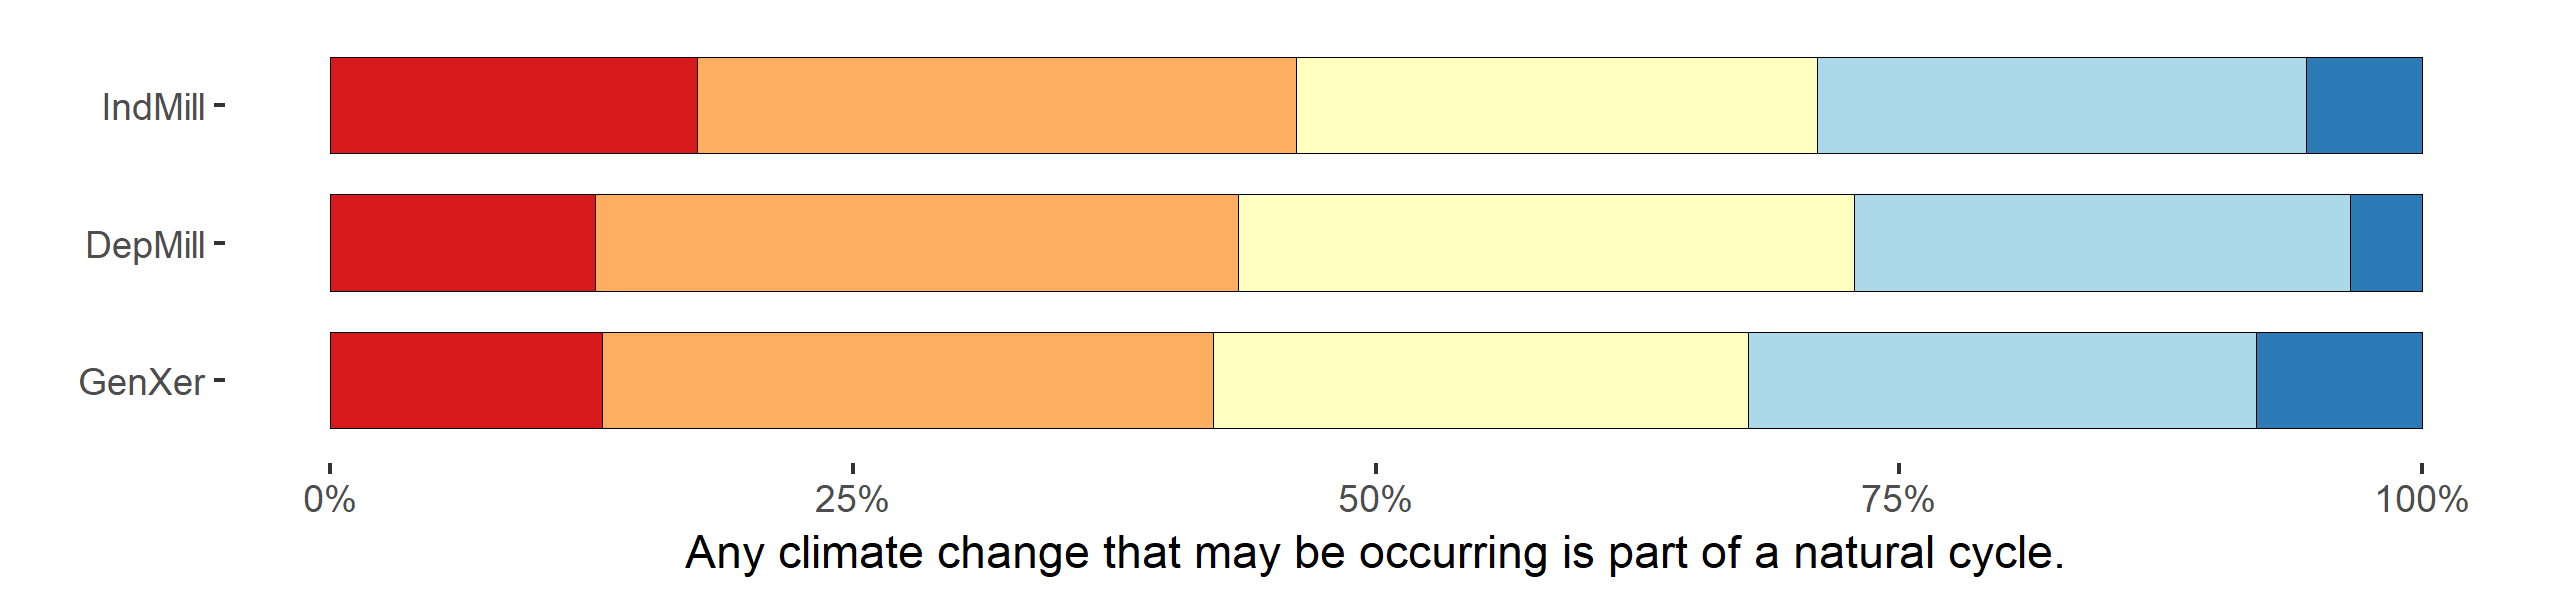 IndMill
DepMill
GenXer
0% 25% 50% 75% 100%
Any climate change that may be occurring is part of a natural cycle.